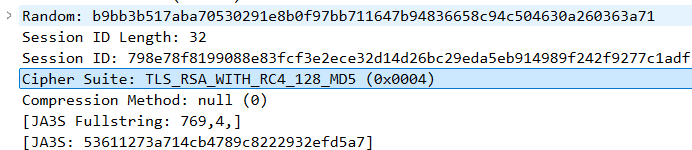 Random: b9bb3b517aba70530291e8b0f97bb711647b94836658c94c504630a260363a71
Session ID Length: 32
Session ID: 798e78f8199088e83fcf3e2ece32d14d26bc29eda5eb914989f242f9277c1adf
Cipher Suite: TLS_RSA_WITH_RC4_128_MD5 (0x0004)
Compression Method: null (0)
[JA3S Fullstring: 769,4,]
[JA3S: 53611273a714cb4789c8222932efd5a7]